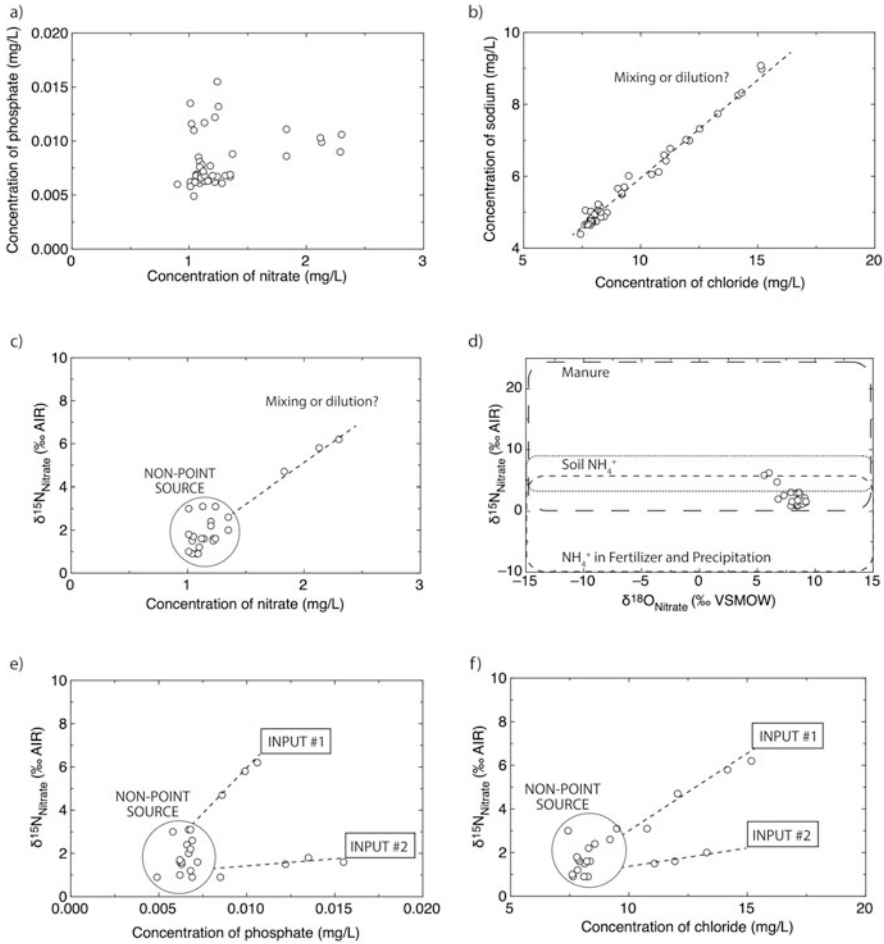 a)
0.020
0.015
0.010
0.005
0.000
Concentration of phosphate (mg/L)
0
1
2
3
Concentration of nitrate (mg/L)
b)
10
8
6
4
Concentration of sodium (mg/L)
Mixing or dilution?
5
10
15
20
Concentration of chloride (mg/L)
c)
10
8
6
4
2
0
δ¹⁵N_Nitrate (‰ AIR)
Mixing or dilution?
NON-POINT
SOURCE
0
1
2
3
Concentration of nitrate (mg/L)
d)
20
10
0
−10
δ¹⁵N_Nitrate (‰ AIR)
Manure
Soil NH₄⁺
NH₄⁺ in Fertilizer and Precipitation
−15
−10
−5
0
5
10
15
δ¹⁸O_Nitrate (‰ VSMOW)
e)
10
8
6
4
2
0
δ¹⁵N_Nitrate (‰ AIR)
INPUT #1
NON-POINT
SOURCE
INPUT #2
0.000
0.005
0.010
0.015
0.020
Concentration of phosphate (mg/L)
f)
10
8
6
4
2
0
δ¹⁵N_Nitrate (‰ AIR)
INPUT #1
NON-POINT
SOURCE
INPUT #2
5
10
15
20
Concentration of chloride (mg/L)